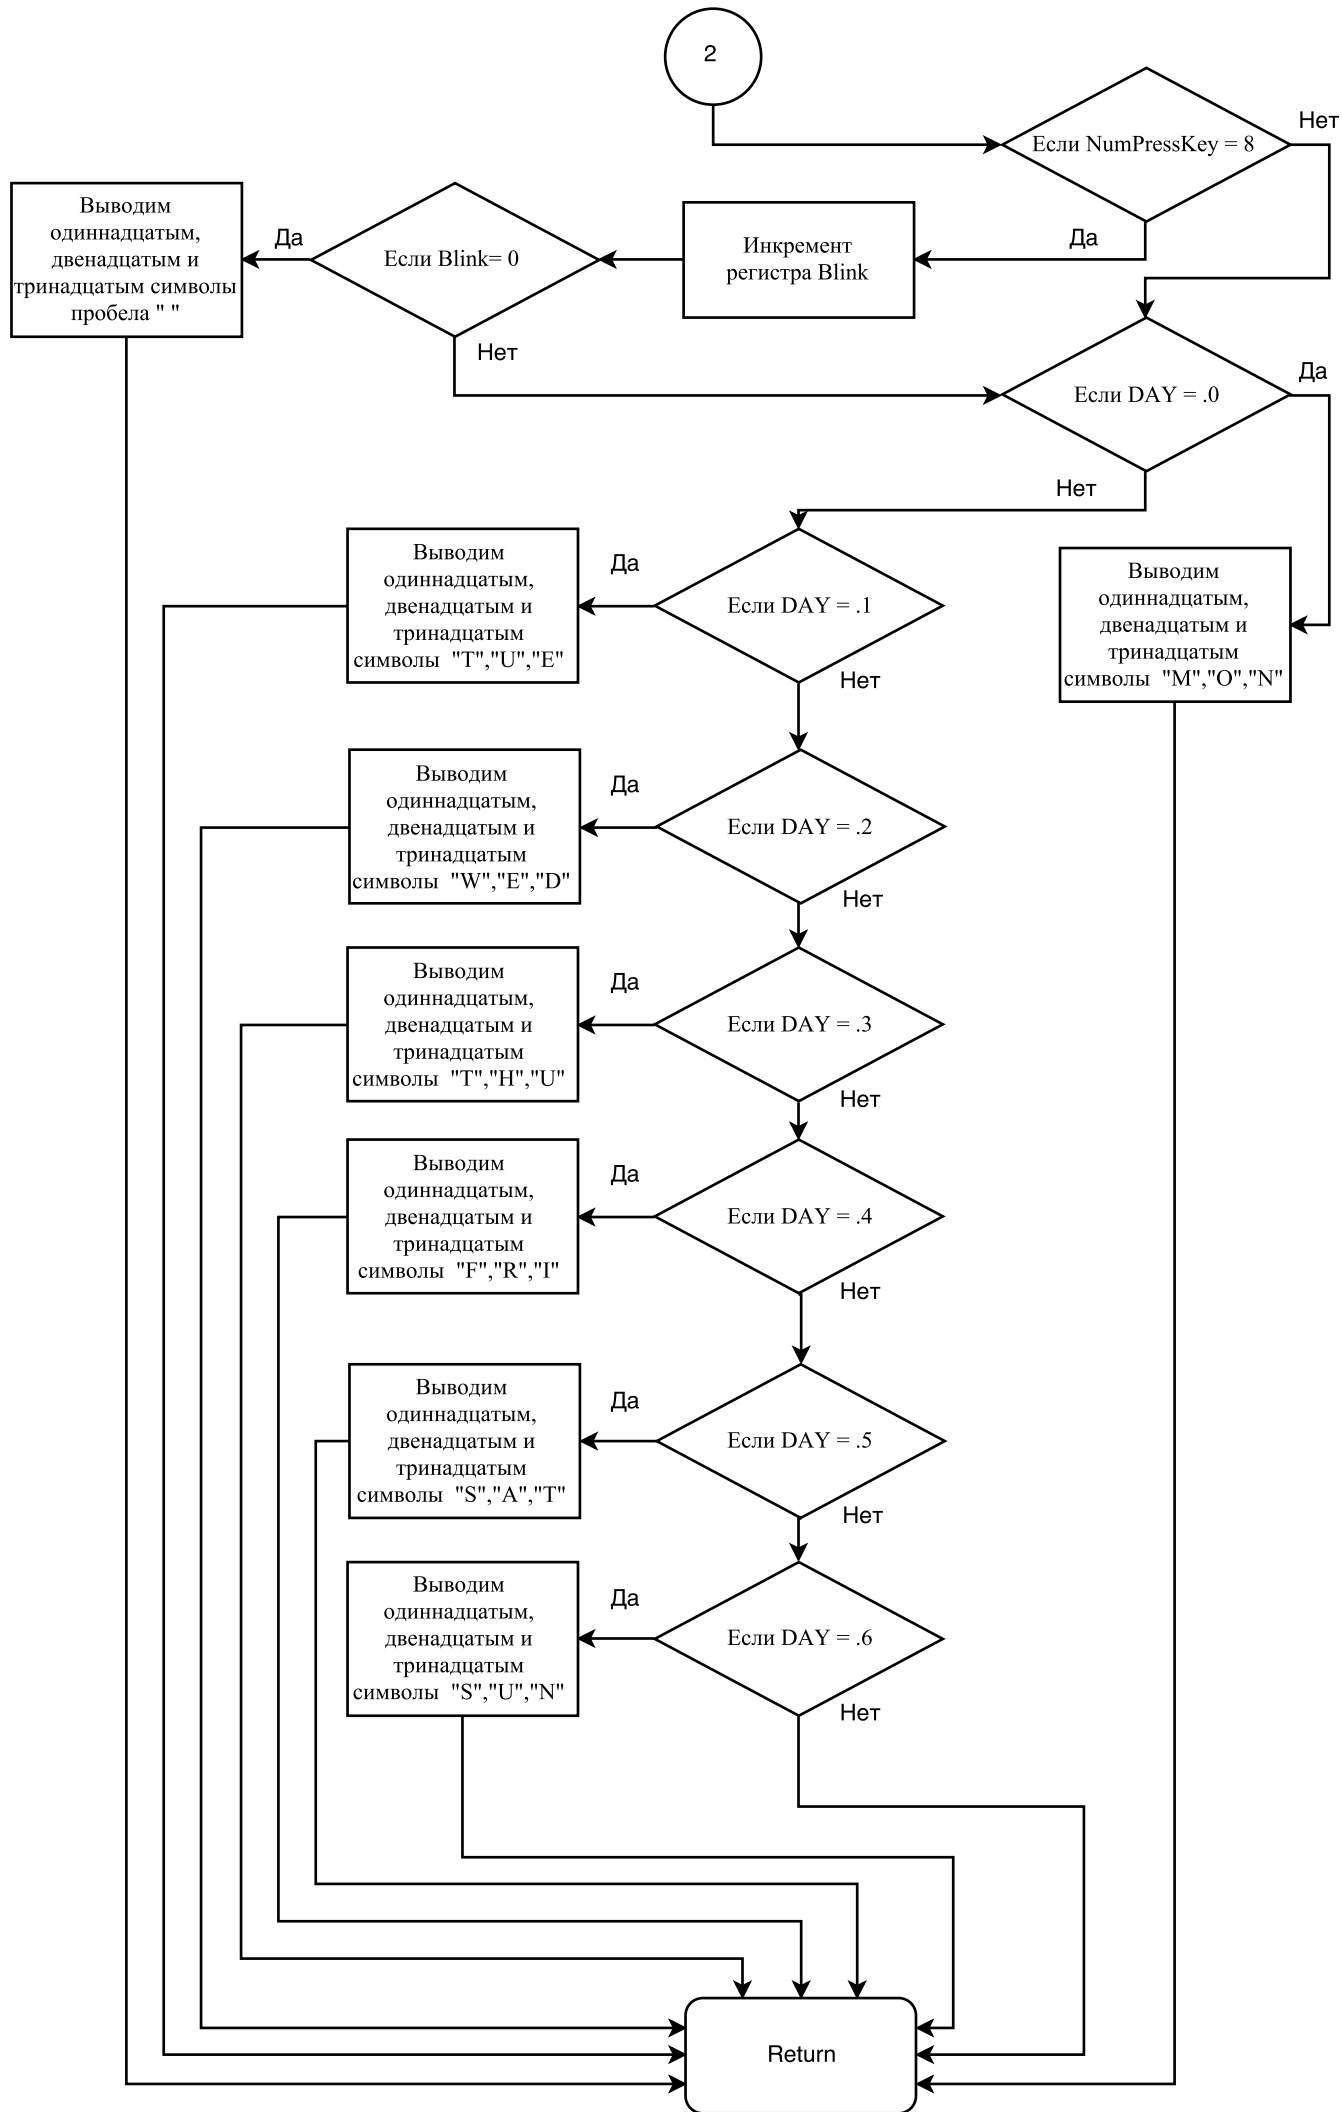 2
Если NumPressKey = 8
Нет
Да
Инкремент
регистра Blink
Если Blink= 0
Да
Выводим
одиннадцатым,
двенадцатым и
тринадцатым символы
пробела " "
Нет
Если DAY = .0
Да
Нет
Выводим
одиннадцатым,
двенадцатым и
тринадцатым
символы "M","O","N"
Если DAY = .1
Да
Выводим
одиннадцатым,
двенадцатым и
тринадцатым
символы "T","U","E"
Нет
Если DAY = .2
Да
Выводим
одиннадцатым,
двенадцатым и
тринадцатым
символы "W","E","D"
Нет
Если DAY = .3
Да
Выводим
одиннадцатым,
двенадцатым и
тринадцатым
символы "T","H","U"
Нет
Если DAY = .4
Да
Выводим
одиннадцатым,
двенадцатым и
тринадцатым
символы "F","R","I"
Нет
Если DAY = .5
Да
Выводим
одиннадцатым,
двенадцатым и
тринадцатым
символы "S","A","T"
Нет
Если DAY = .6
Да
Выводим
одиннадцатым,
двенадцатым и
тринадцатым
символы "S","U","N"
Нет
Return